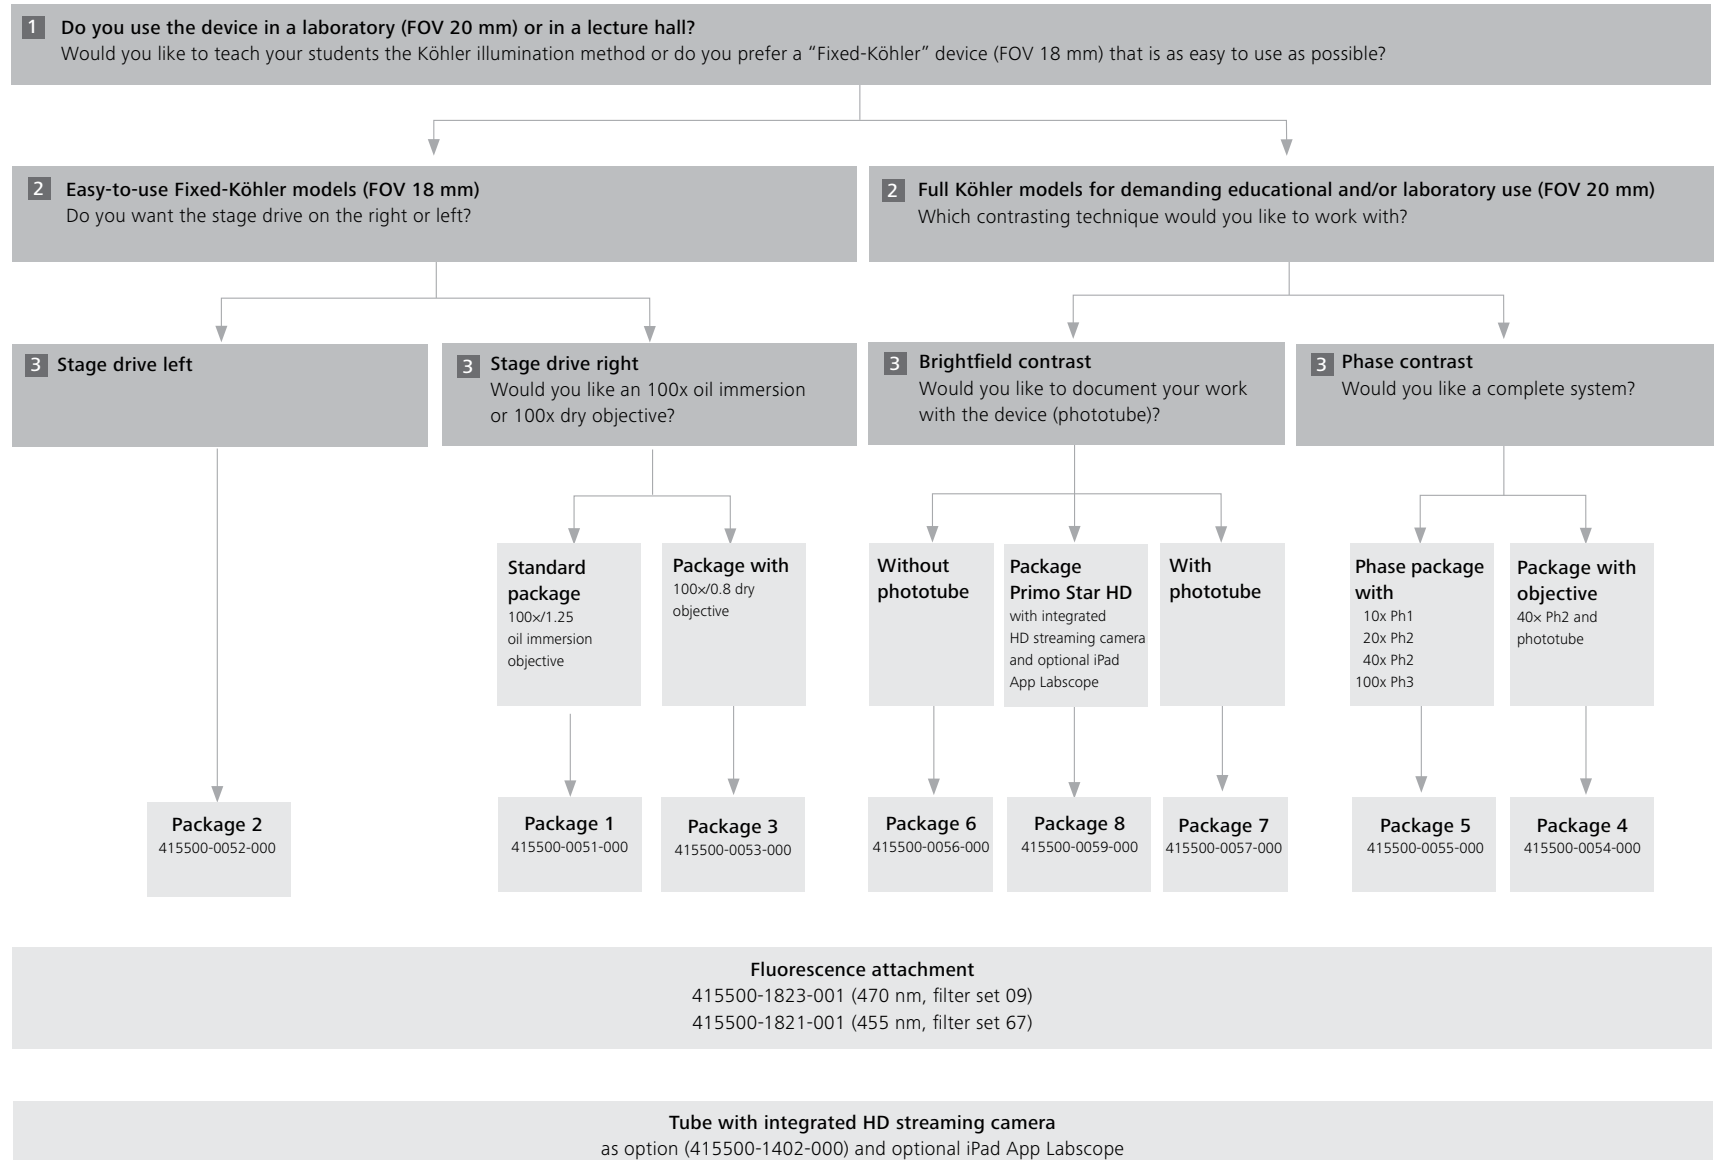 1 Do you use the device in a laboratory (FOV 20 mm) or in a lecture hall?
Would you like to teach your students the Köhler illumination method or do you prefer a “Fixed-Köhler” device (FOV 18 mm) that is as easy to use as possible?
2 Easy-to-use Fixed-Köhler models (FOV 18 mm)
Do you want the stage drive on the right or left?
2 Full Köhler models for demanding educational and/or laboratory use (FOV 20 mm)
Which contrasting technique would you like to work with?
3 Stage drive left
3 Stage drive right
Would you like an 100x oil immersion
or 100x dry objective?
3 Brightfield contrast
Would you like to document your work
with the device (phototube)?
3 Phase contrast
Would you like a complete system?
Standard
package
100×/1.25
oil immersion
objective
Package with
100×/0.8 dry
objective
Without
phototube
Package
Primo Star HD
with integrated
HD streaming camera
and optional iPad
App Labscope
With
phototube
Phase package
with
10x Ph1
20x Ph2
40x Ph2
100x Ph3
Package with
objective
40× Ph2 and
phototube
Package 2
415500-0052-000
Package 1
415500-0051-000
Package 3
415500-0053-000
Package 6
415500-0056-000
Package 8
415500-0059-000
Package 7
415500-0057-000
Package 5
415500-0055-000
Package 4
415500-0054-000
Fluorescence attachment
415500-1823-001 (470 nm, filter set 09)
415500-1821-001 (455 nm, filter set 67)
Tube with integrated HD streaming camera
as option (415500-1402-000) and optional iPad App Labscope